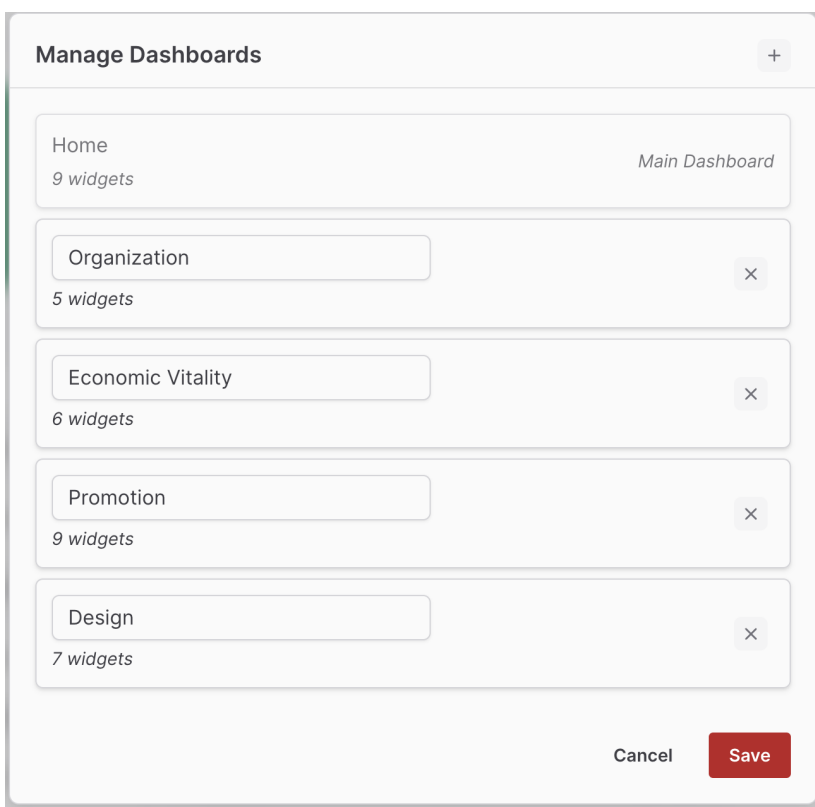 Manage Dashboards
+
Home
9 widgets
Main Dashboard
Organization
5 widgets
Economic Vitality
6 widgets
Promotion
9 widgets
Design
7 widgets
Cancel
Save